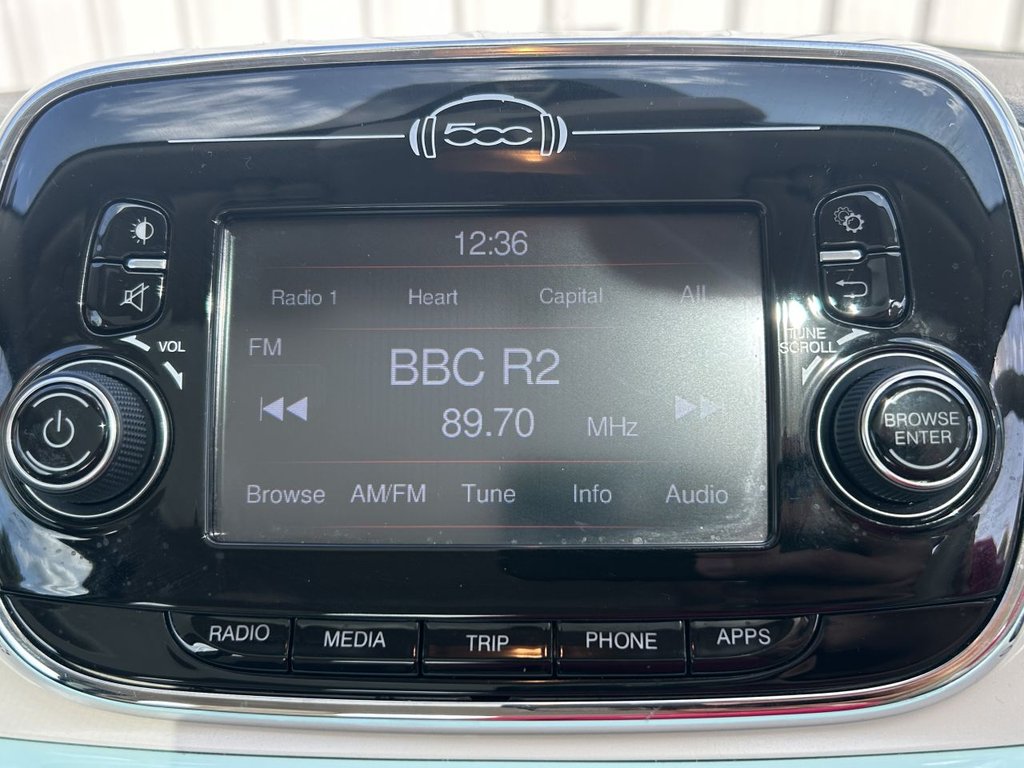 500
12:36
Radio 1 Heart Capital All
FM
BBC R2
89.70 MHz
Browse AM/FM Tune Info Audio
VOL
TUNE
SCROLL
BROWSE
ENTER
RADIO MEDIA TRIP PHONE APPS